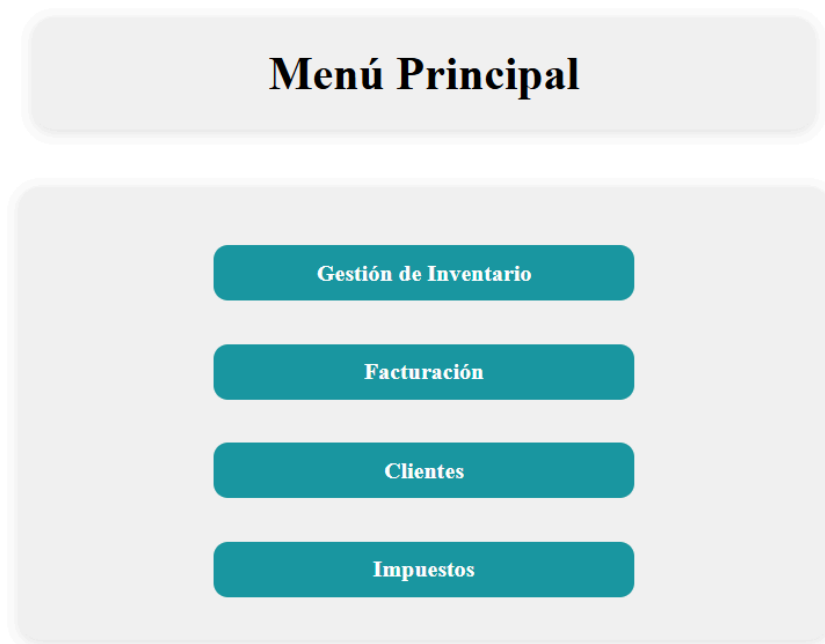 Menú Principal
Gestión de Inventario
Facturación
Clientes
Impuestos